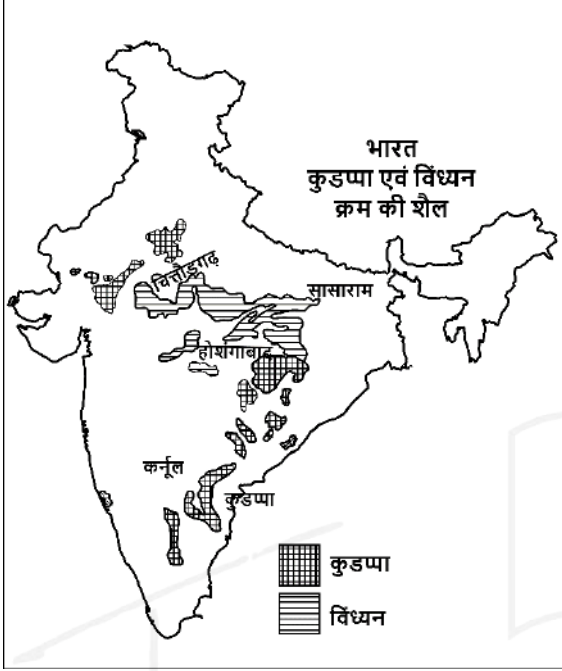 भारत
कुडप्पा एवं विंध्यन
क्रम की शैल
चित्तौड़गढ़
सासाराम
होशंगाबाद
कर्नूल
कुडप्पा
कुडप्पा
विंध्यन